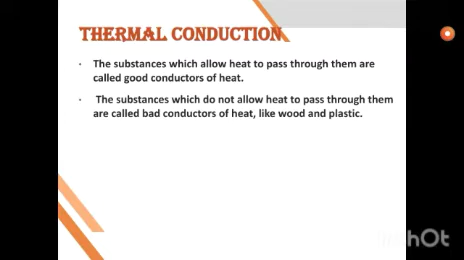 THERMAL CONDUCTION
• The substances which allow heat to pass through them are
called good conductors of heat.
• The substances which do not allow heat to pass through them
are called bad conductors of heat, like wood and plastic.